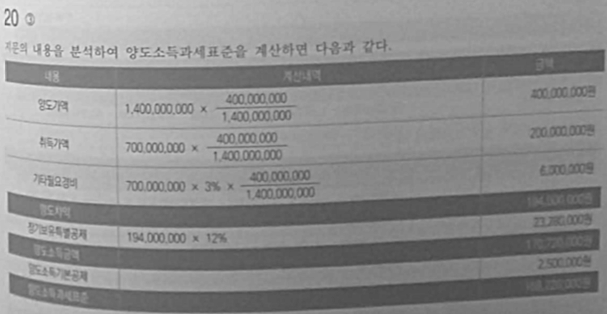 20 ③
지문의 내용을 분석하여 양도소득과세표준을 계산하면 다음과 같다.
내용 계산내역 금액
양도가액 1,400,000,000 × 400,000,000 / 1,400,000,000 400,000,000원
취득가액 700,000,000 × 400,000,000 / 1,400,000,000 200,000,000원
기타필요경비 700,000,000 × 3% × 400,000,000 / 1,400,000,000 6,000,000원
양도차익 194,000,000원
장기보유특별공제 194,000,000 × 12% 23,280,000원
양도소득금액 170,720,000원
양도소득기본공제 2,500,000원
양도소득과세표준 168,220,000원